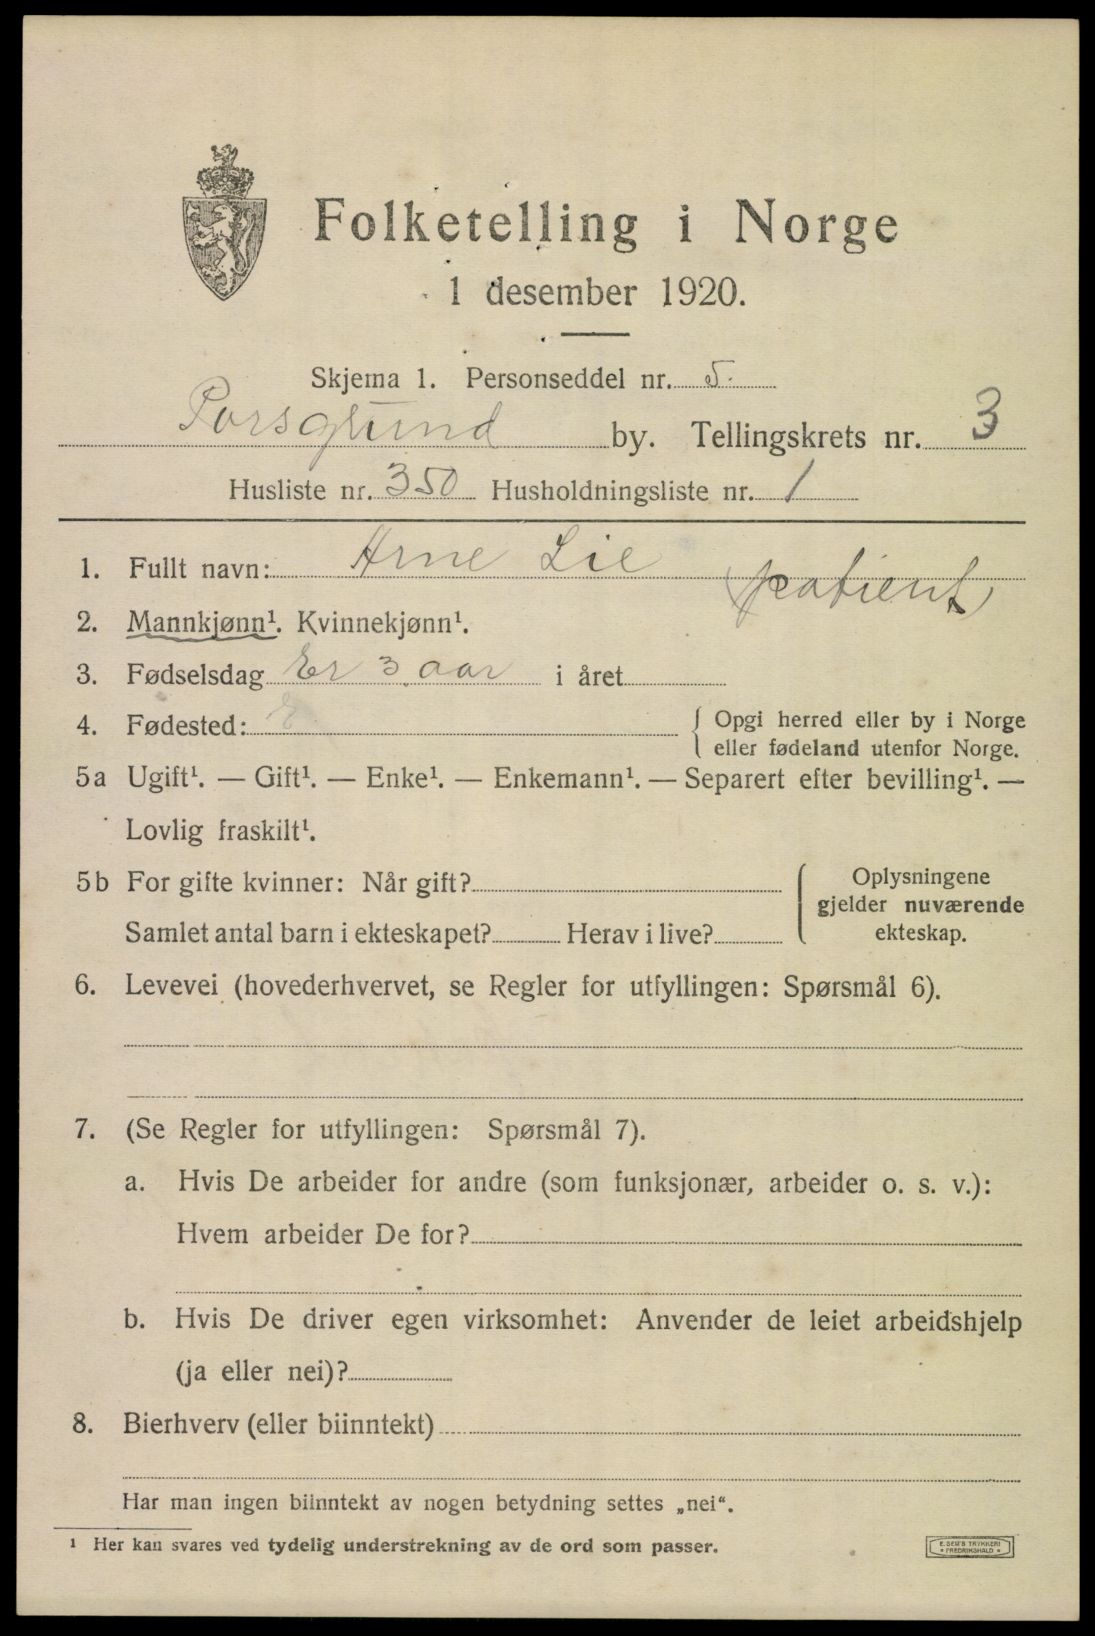 Folketelling i Norge
1 desember 1920.
Skjema 1. Personseddel nr. 5.
Porsgrund by. Tellingskrets nr. 3
Husliste nr. 350 Husholdningsliste nr. 1
1. Fullt navn: Arne Lie (patient)
2. Mannkjønn¹. Kvinnekjønn¹.
3. Fødselsdag Er 3 aar i året
4. Fødested: E { Opgi herred eller by i Norge
eller fødeland utenfor Norge.
5a Ugift¹. — Gift¹. — Enke¹. — Enkemann¹. — Separert efter bevilling¹. —
Lovlig fraskilt¹.
5b For gifte kvinner: Når gift?
Samlet antal barn i ekteskapet? Herav i live?
{ Oplysningene
gjelder nuværende
ekteskap.
6. Levevei (hovederhvervet, se Regler for utfyllingen: Spørsmål 6).
7. (Se Regler for utfyllingen: Spørsmål 7).
a. Hvis De arbeider for andre (som funksjonær, arbeider o. s. v.):
Hvem arbeider De for?
b. Hvis De driver egen virksomhet: Anvender de leiet arbeidshjelp
(ja eller nei)?
8. Bierhverv (eller biinntekt)
Har man ingen biinntekt av nogen betydning settes „nei“.
¹ Her kan svares ved tydelig understrekning av de ord som passer.
E. SEM'S TRYKKERI
* FREDRIKSHALD *